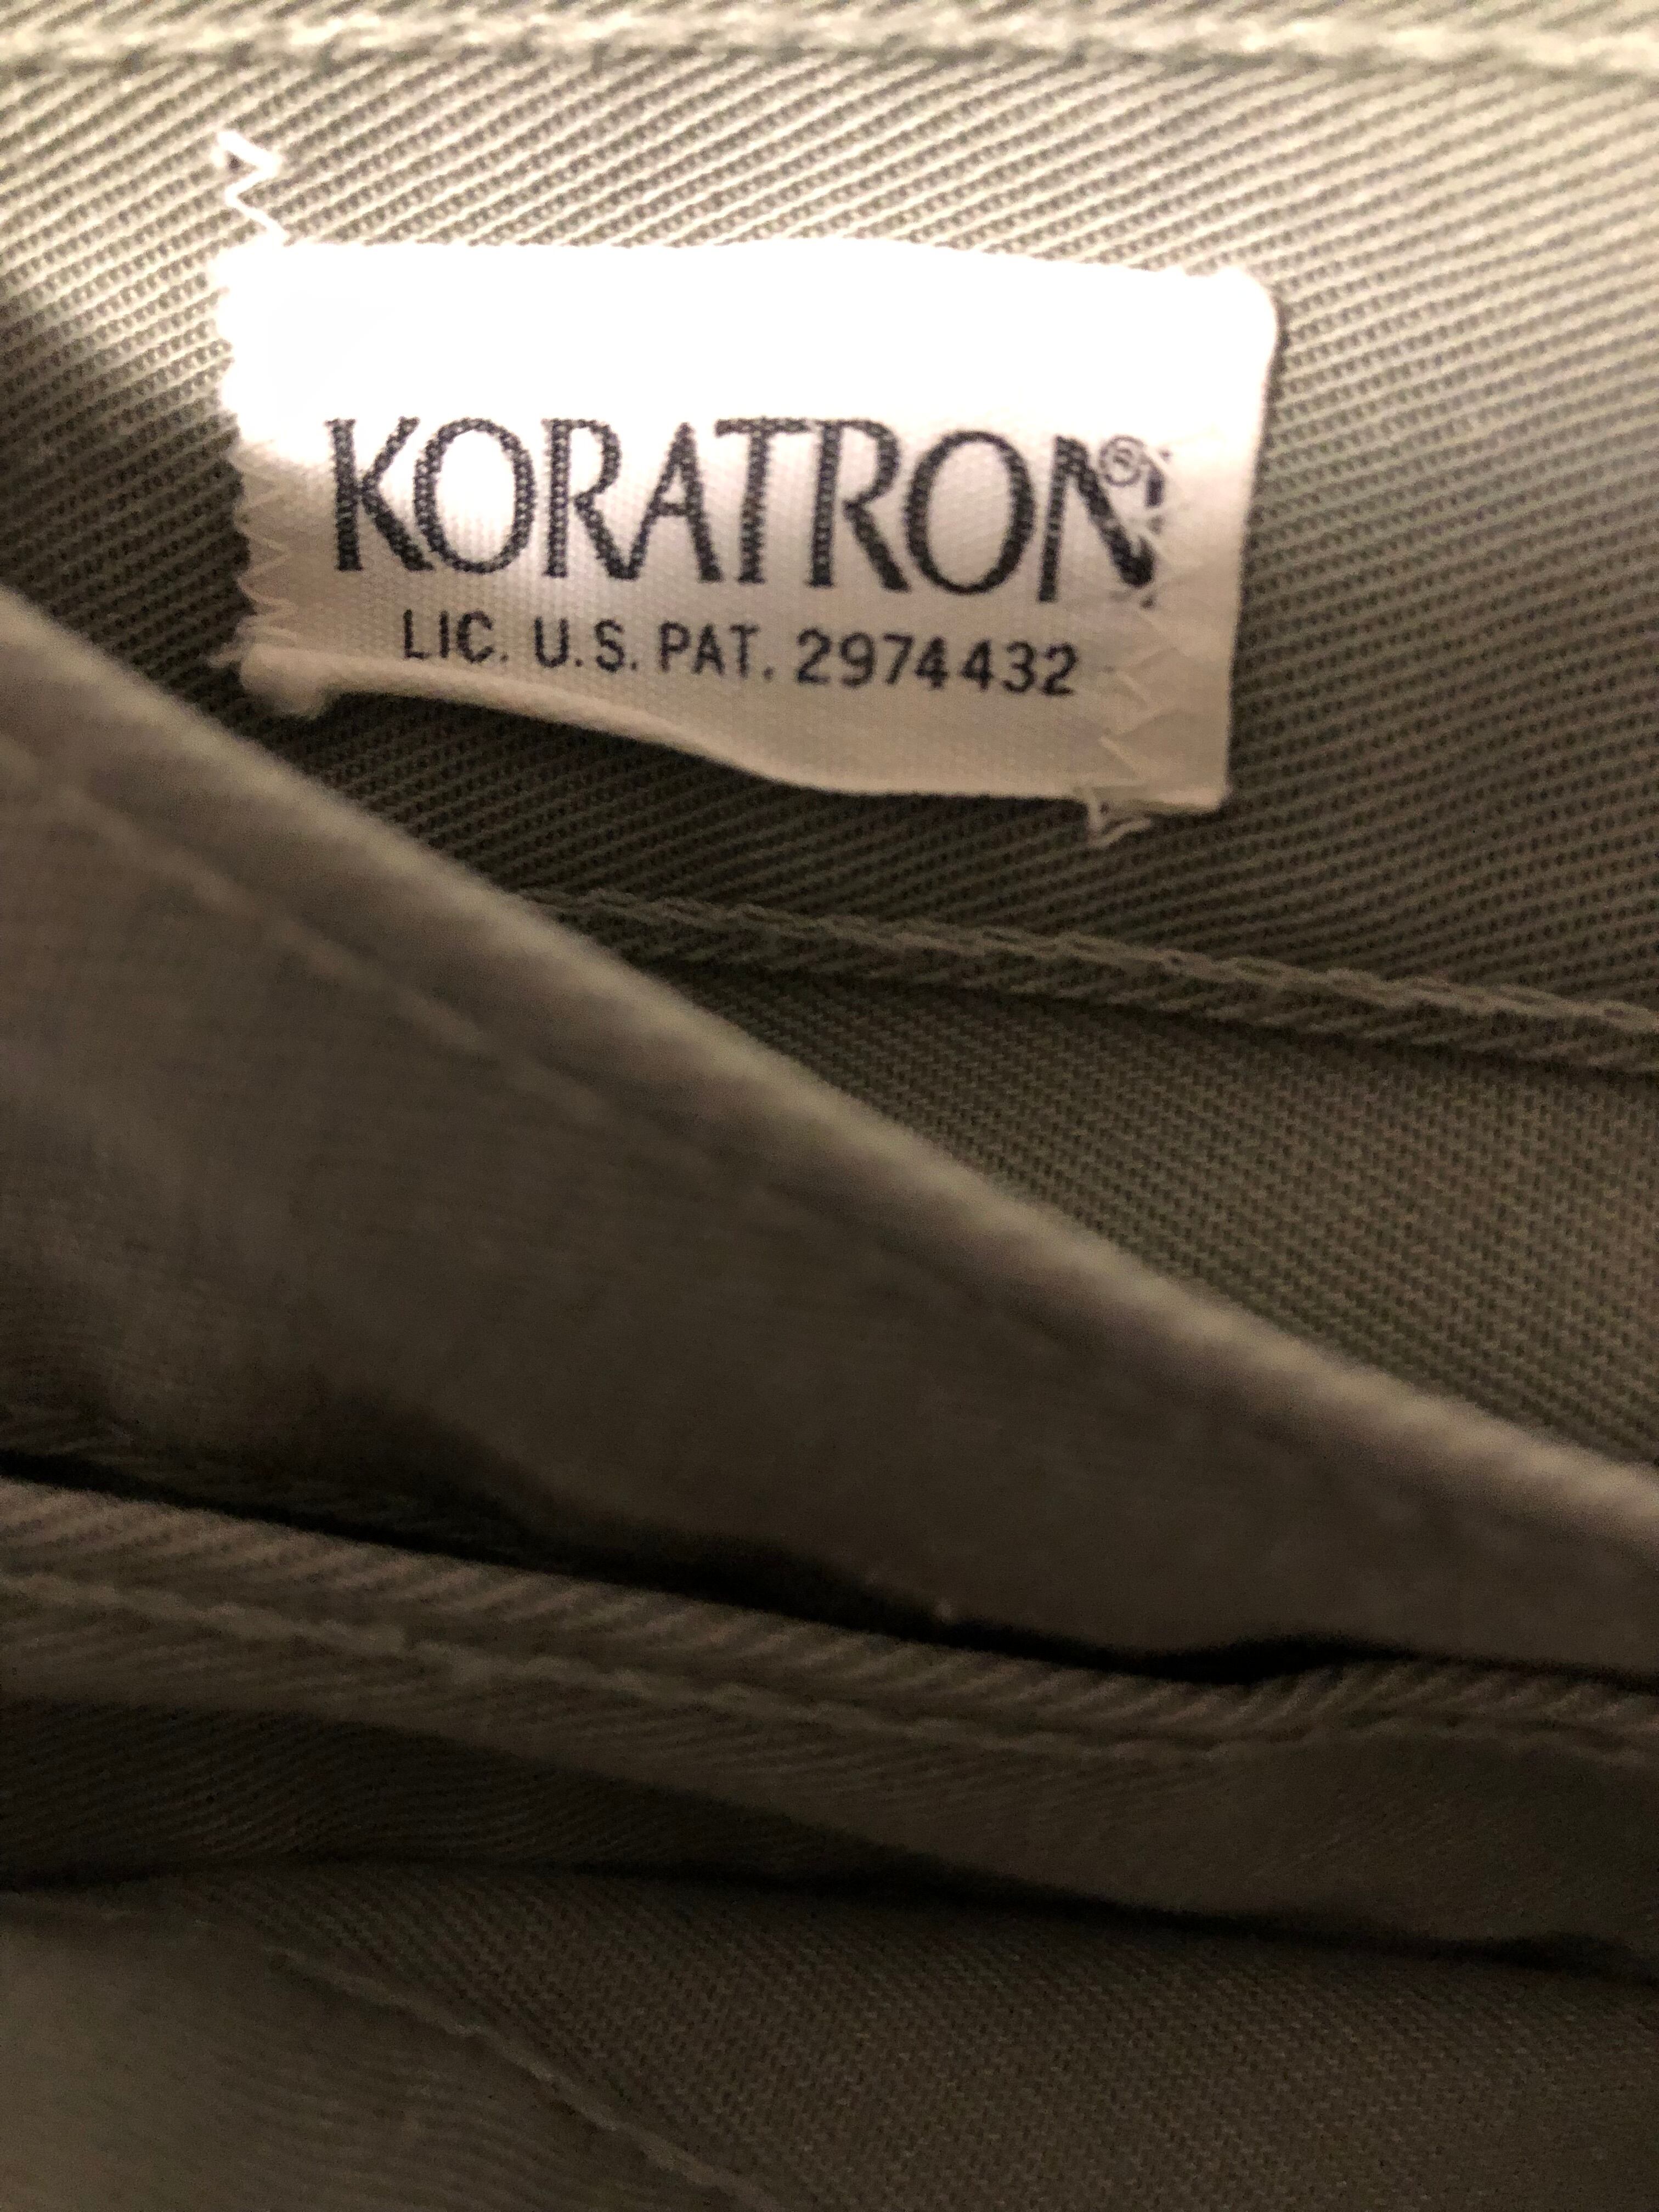 KORATRON®
LIC. U.S. PAT. 2974432